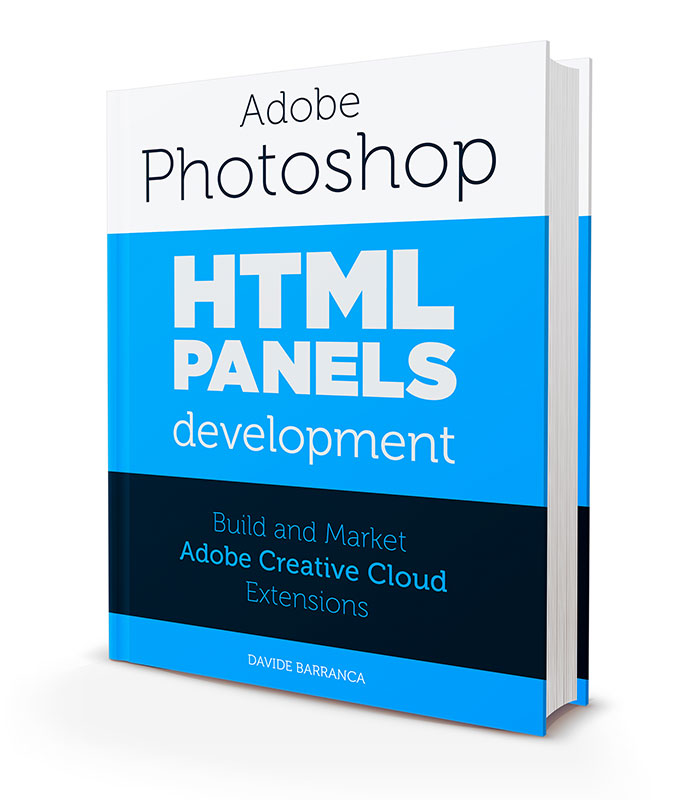 Adobe
Photoshop
HTML
PANELS
development
Build and Market
Adobe Creative Cloud
Extensions
DAVIDE BARRANCA